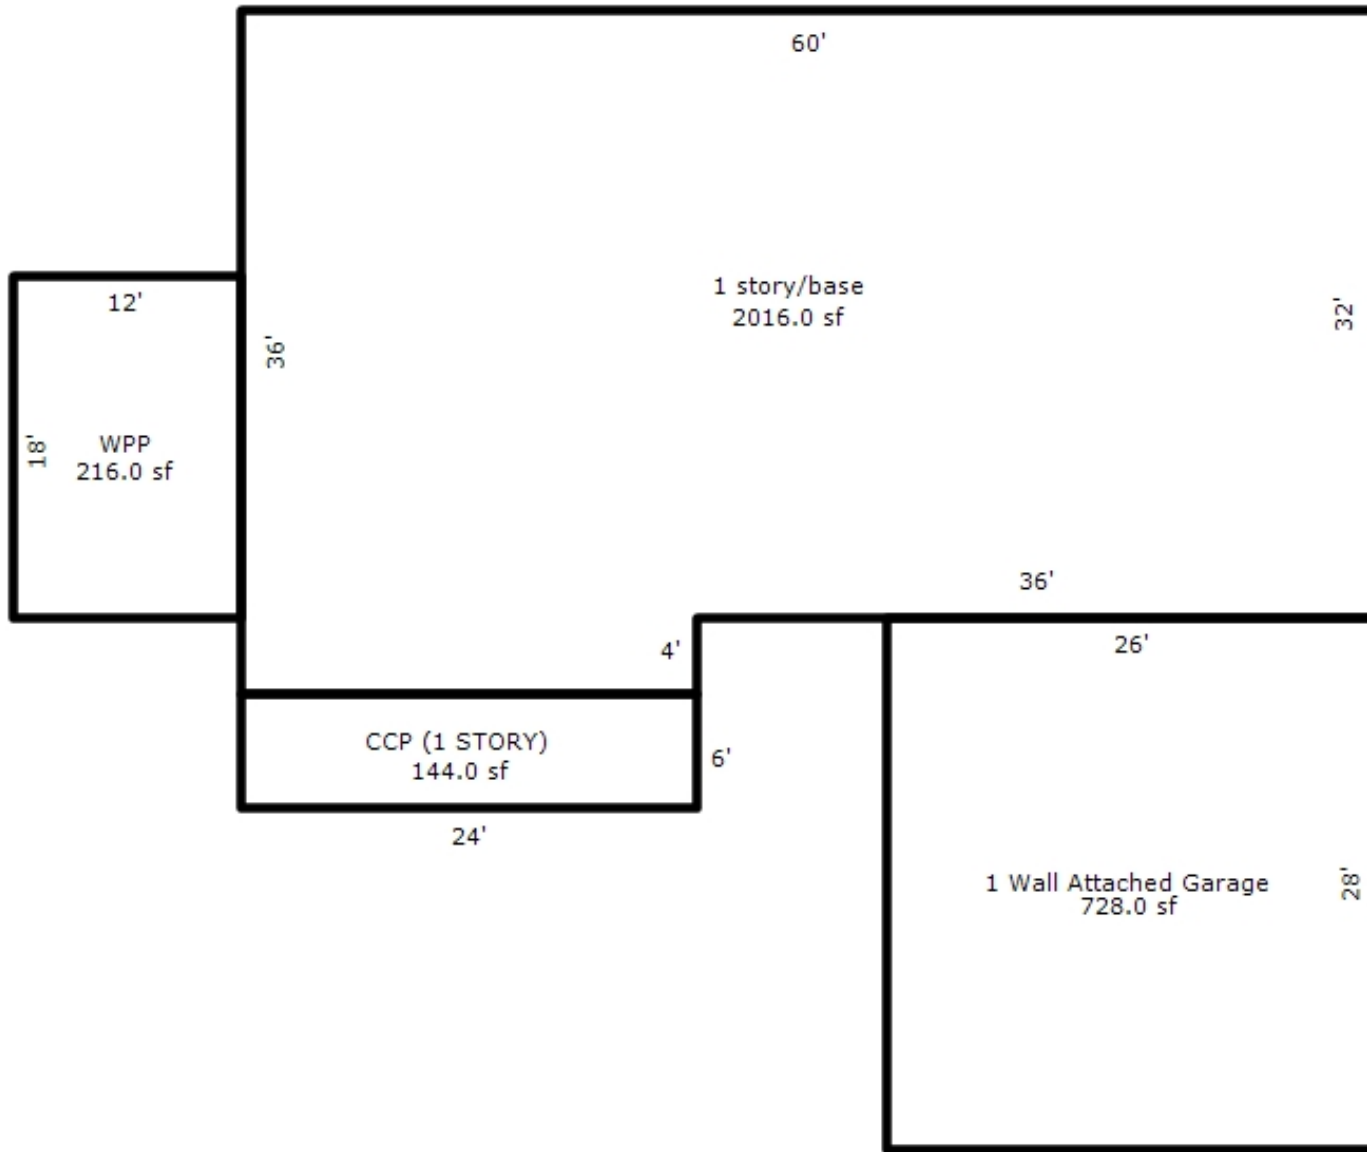 60'
1 story/base
2016.0 sf
32'
12'
36'
WPP
216.0 sf
18'
36'
4'
26'
CCP (1 STORY)
144.0 sf
6'
24'
1 Wall Attached Garage
728.0 sf
28'